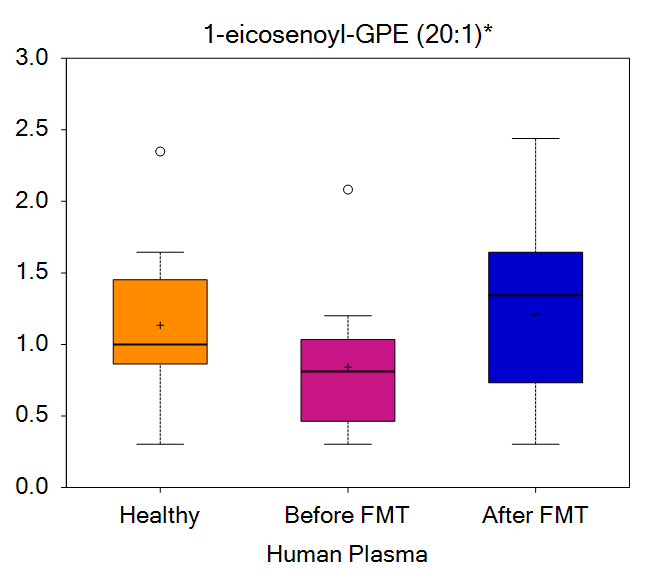 1-eicosenoyl-GPE (20:1)*
3.0
2.5
2.0
1.5
1.0
0.5
0.0
Healthy Before FMT After FMT
Human Plasma